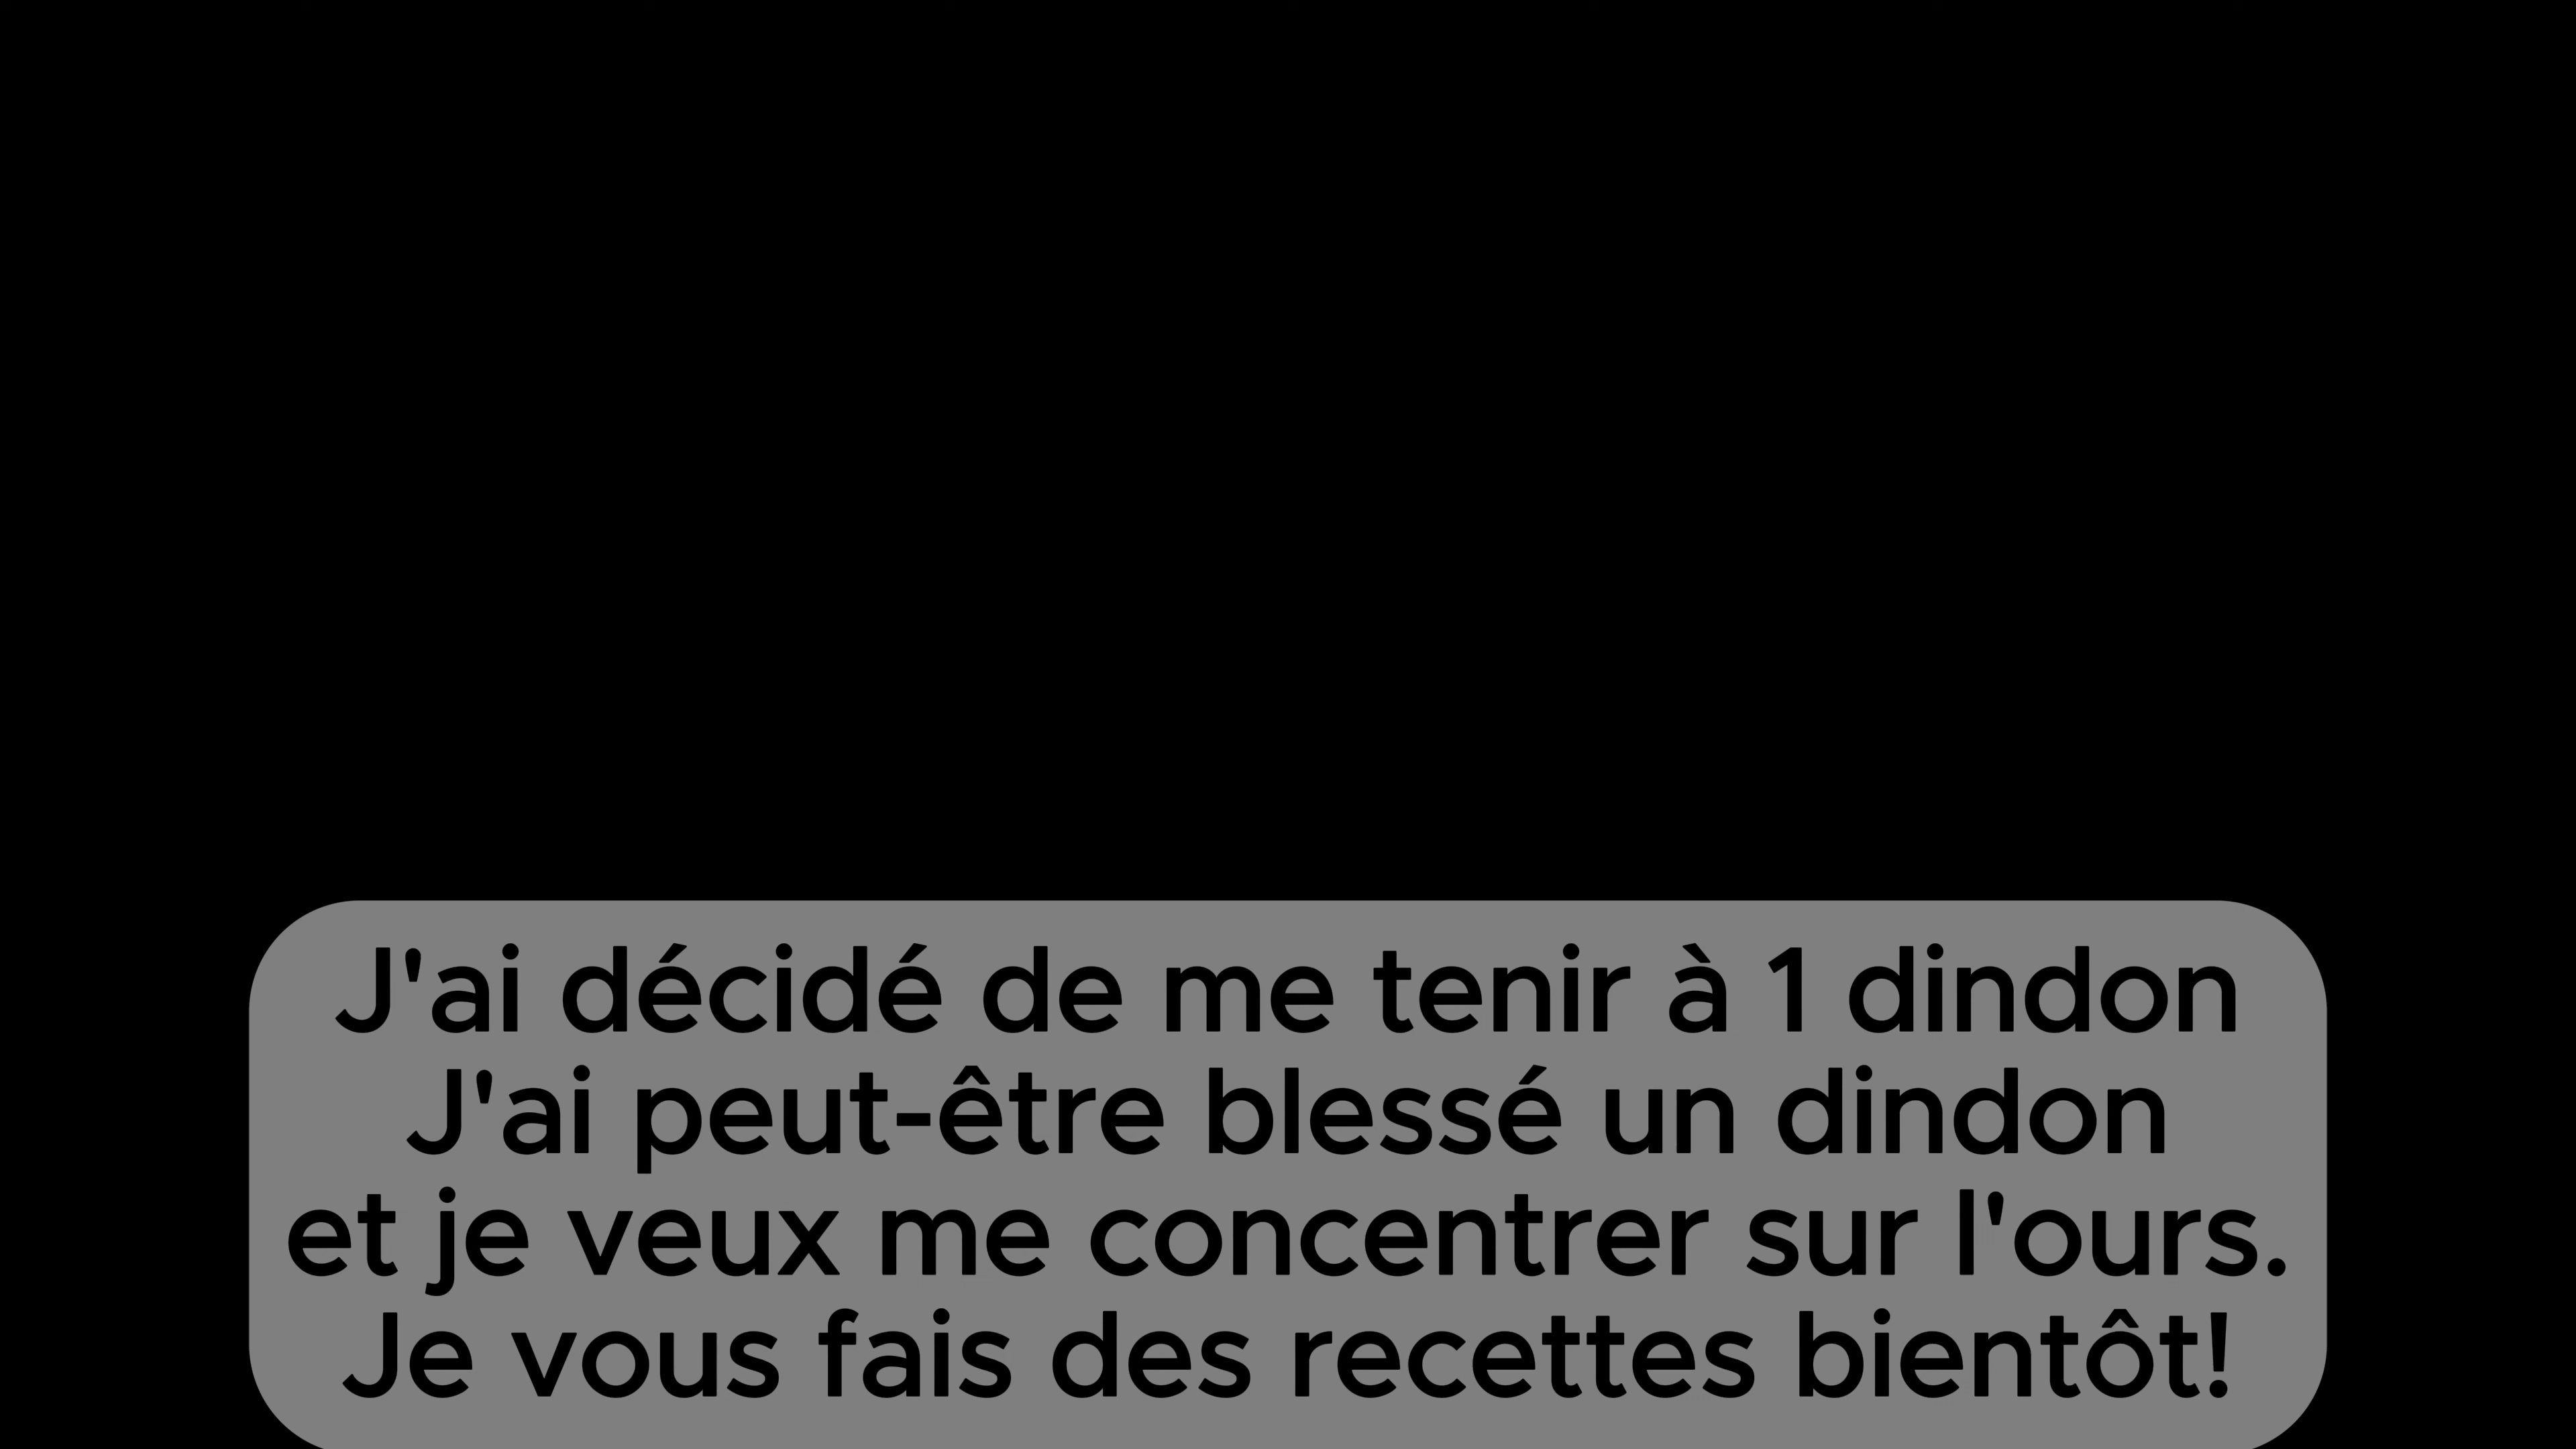 J'ai décidé de me tenir à 1 dindon
J'ai peut-être blessé un dindon
et je veux me concentrer sur l'ours.
Je vous fais des recettes bientôt!